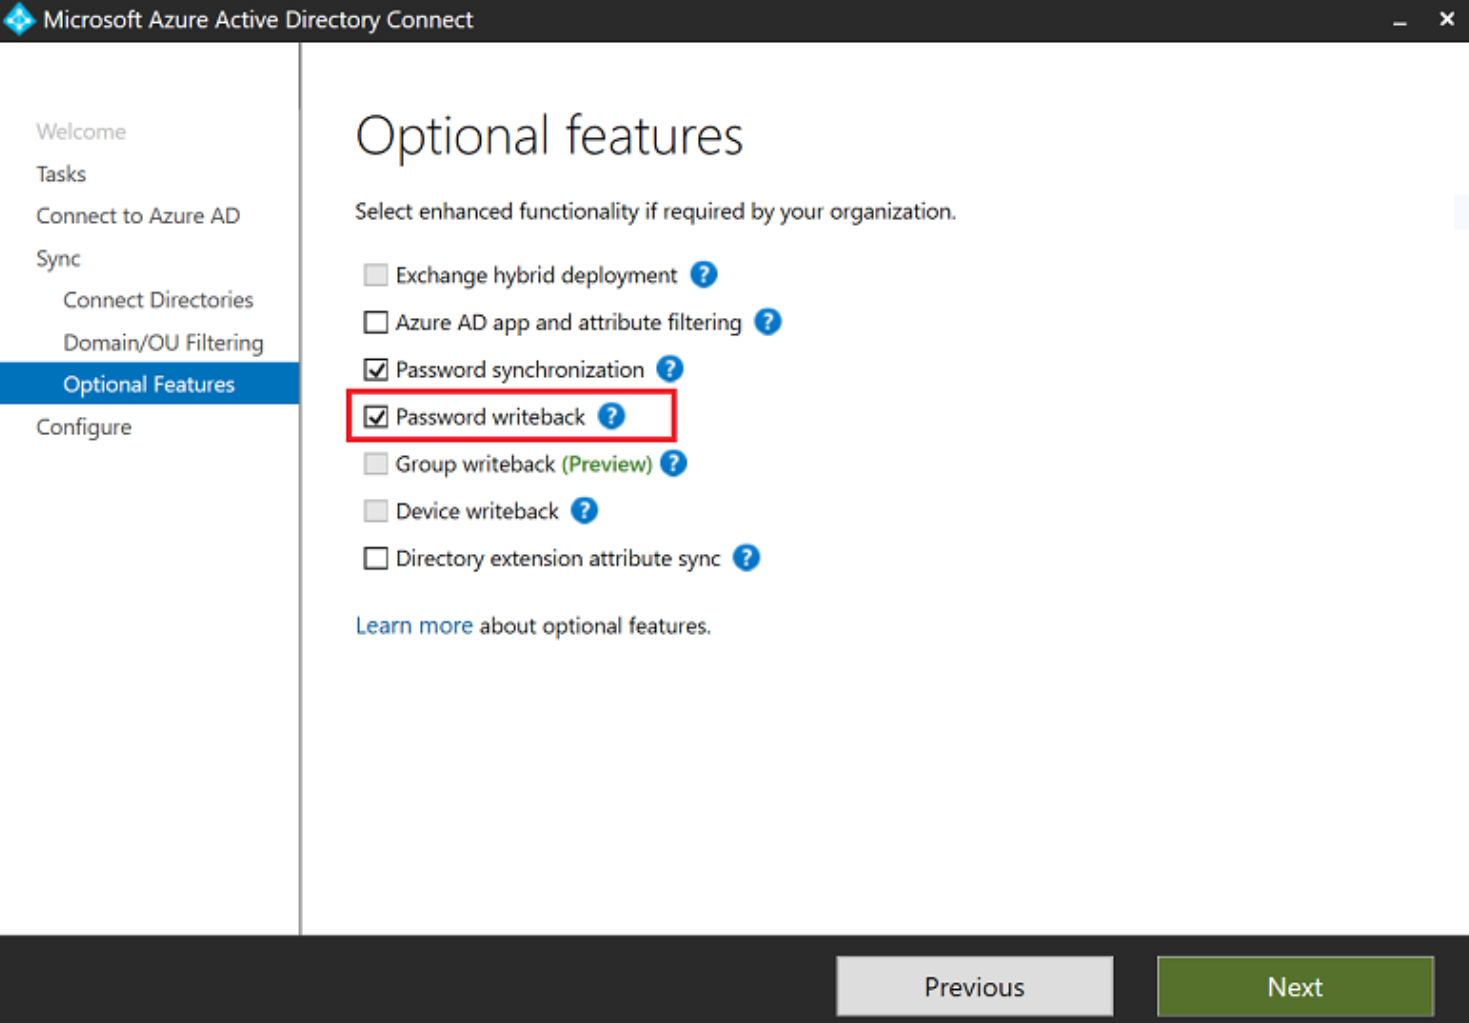 Microsoft Azure Active Directory Connect
Welcome
Tasks
Connect to Azure AD
Sync
Connect Directories
Domain/OU Filtering
Optional Features
Configure
Optional features
Select enhanced functionality if required by your organization.
Exchange hybrid deployment ?
Azure AD app and attribute filtering ?
Password synchronization ?
Password writeback ?
Group writeback (Preview) ?
Device writeback ?
Directory extension attribute sync ?
Learn more about optional features.
Previous
Next